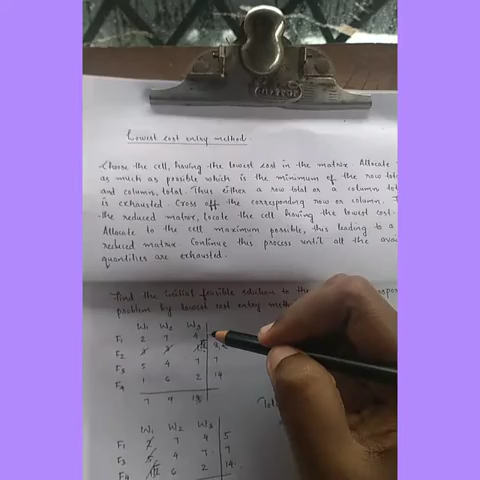 Lowest cost entry method.
Choose the cell, having the lowest cost in the matrix. Allocate
as much as possible which is the minimum of the row
and column, total. Thus either a row total or a column
is exhausted. Cross off the corresponding row or column.
the reduced matrix, locate the cell having the lowest cost.
Allocate to the cell maximum possible, this leading to a
reduced matrix Continue this process until all the
quantities are exhausted.
Find the initial feasible solution to the
problem by lowest cost entry
W1 W2 W3
F1 2 7 4
F2 3 3
F3 5 4 7 7
F4 1 6 2 14
7 9 18
W1 W2 W3
F1 2 7 4 5
F3 5 4 7 7
F4 6 2 14